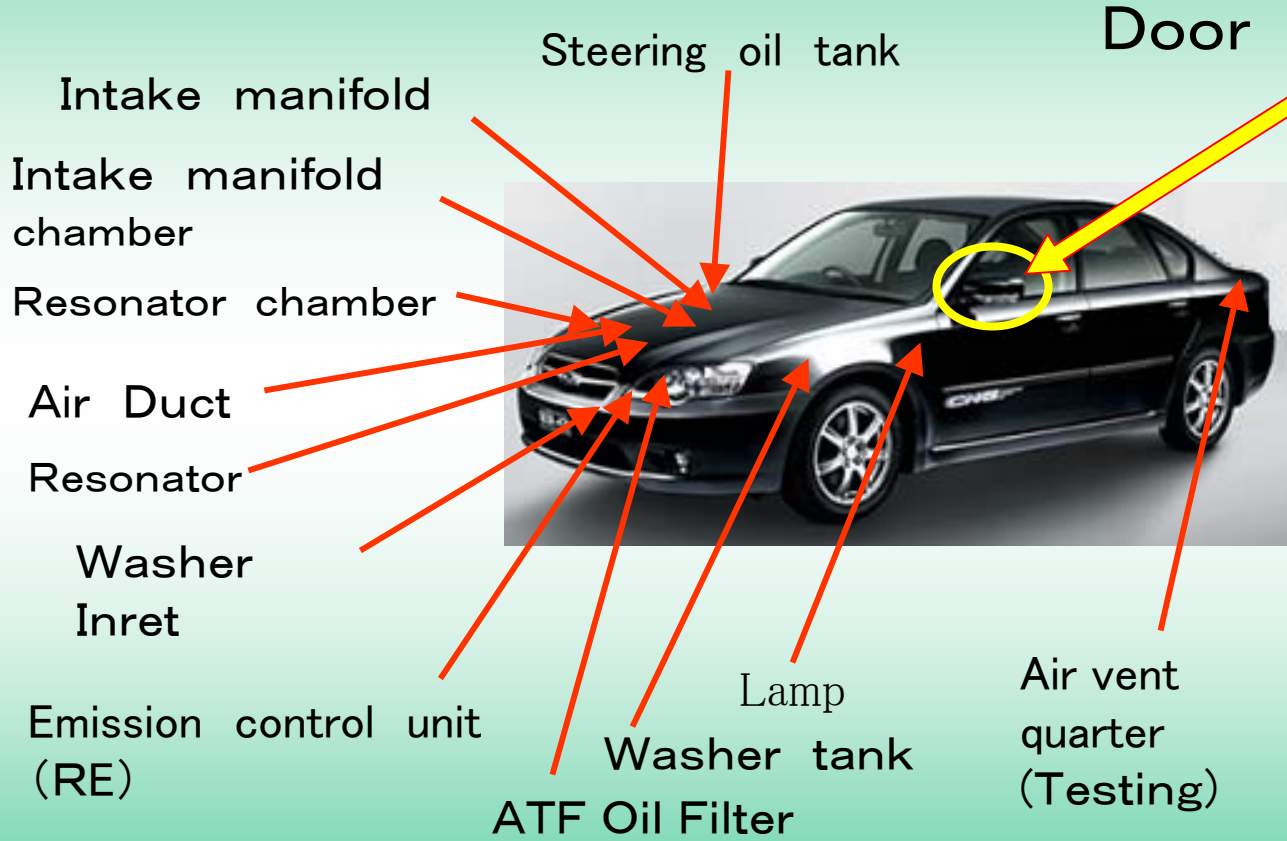 Door
Steering oil tank
Intake manifold
Intake manifold
chamber
Resonator chamber
Air Duct
Resonator
Washer
Inret
Emission control unit
(RE)
Lamp
Washer tank
ATF Oil Filter
Air vent
quarter
(Testing)